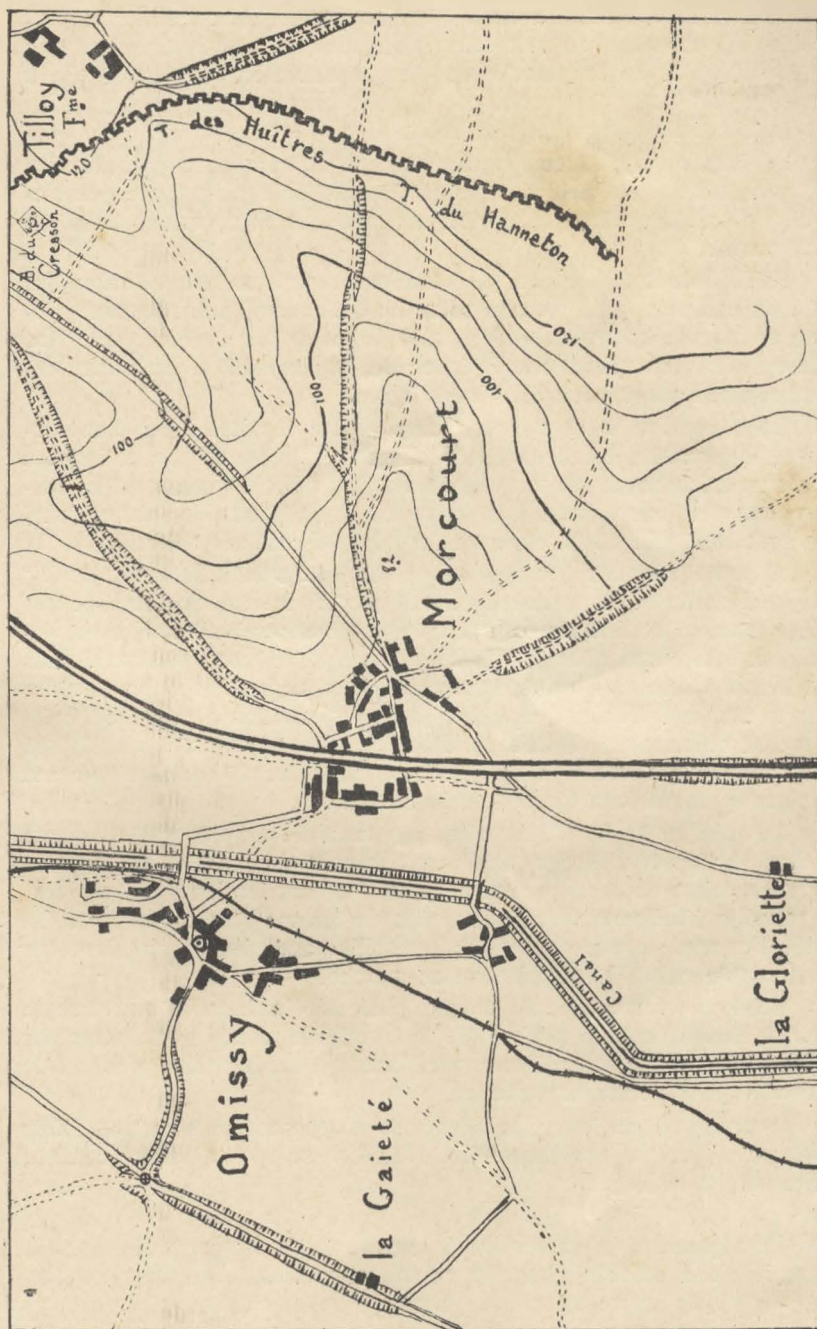 Tilloy
Fme
120
B. du
Cresson
T. des Huîtres
T. du Hanneton
120
100
100
100
82
Morcourt
Omissy
la Gaieté
Canal
la Gloriette